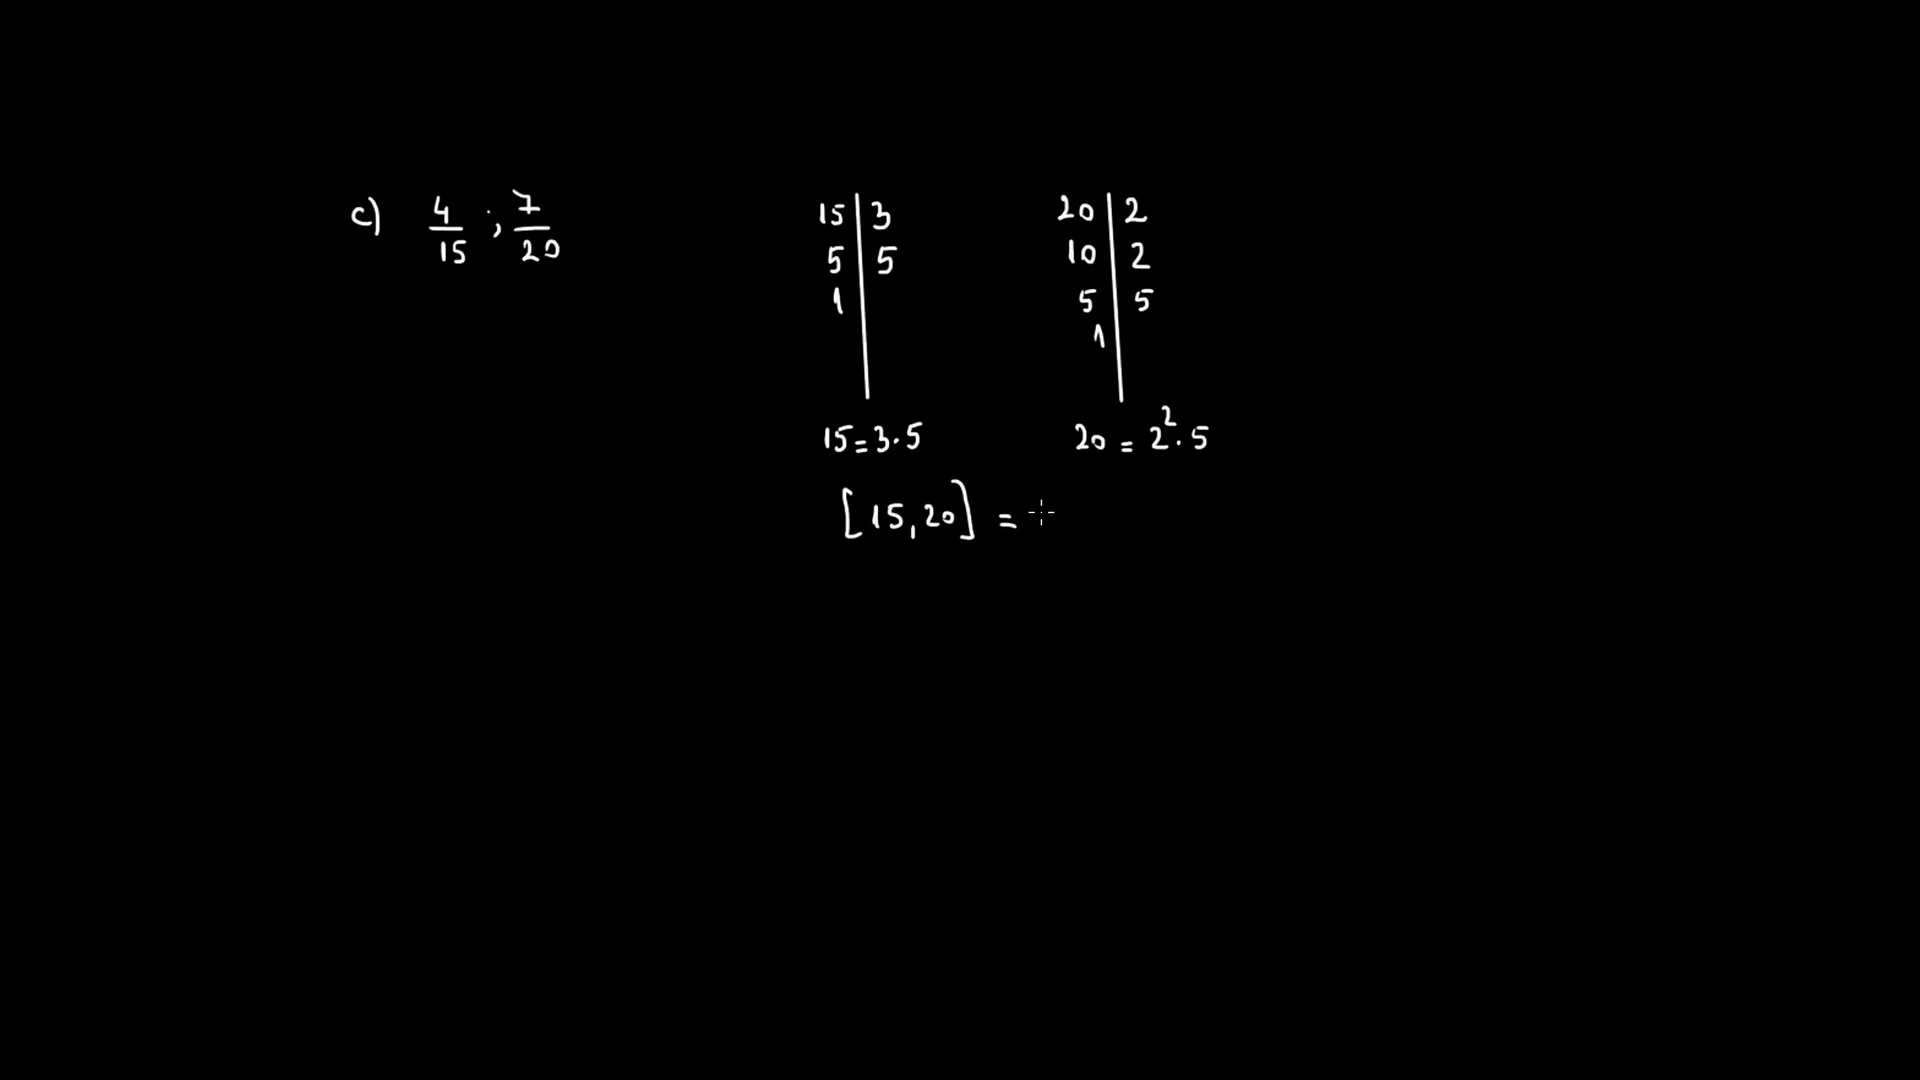 c) 4/15 ; 7/20
15 | 3
5 | 5
1 |
20 | 2
10 | 2
5 | 5
1 |
15 = 3 · 5
20 = 2² · 5
[15, 20] =